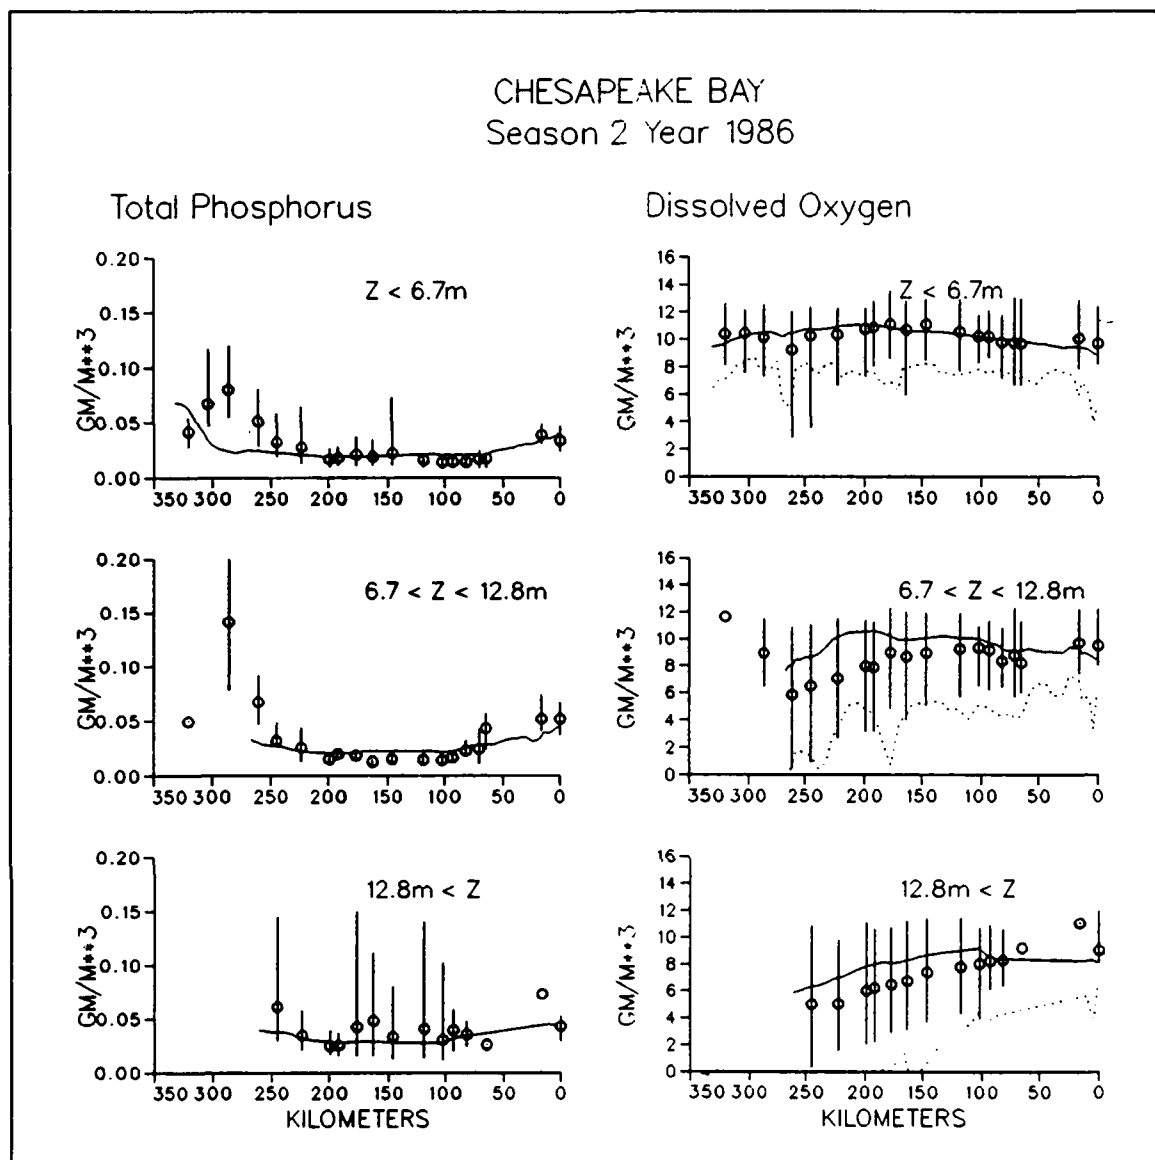 CHESAPEAKE BAY
Season 2 Year 1986
Total Phosphorus
Z < 6.7m
GM/M**3
0.20
0.15
0.10
0.05
0.00
350 300 250 200 150 100 50 0
Dissolved Oxygen
Z < 6.7m
GM/M**3
16
14
12
10
8
6
4
2
0
350 300 250 200 150 100 50 0
6.7 < Z < 12.8m
GM/M**3
0.20
0.15
0.10
0.05
0.00
350 300 250 200 150 100 50 0
6.7 < Z < 12.8m
GM/M**3
16
14
12
10
8
6
4
2
0
350 300 250 200 150 100 50 0
12.8m < Z
GM/M**3
0.20
0.15
0.10
0.05
0.00
350 300 250 200 150 100 50 0
KILOMETERS
12.8m < Z
GM/M**3
16
14
12
10
8
6
4
2
0
350 300 250 200 150 100 50 0
KILOMETERS